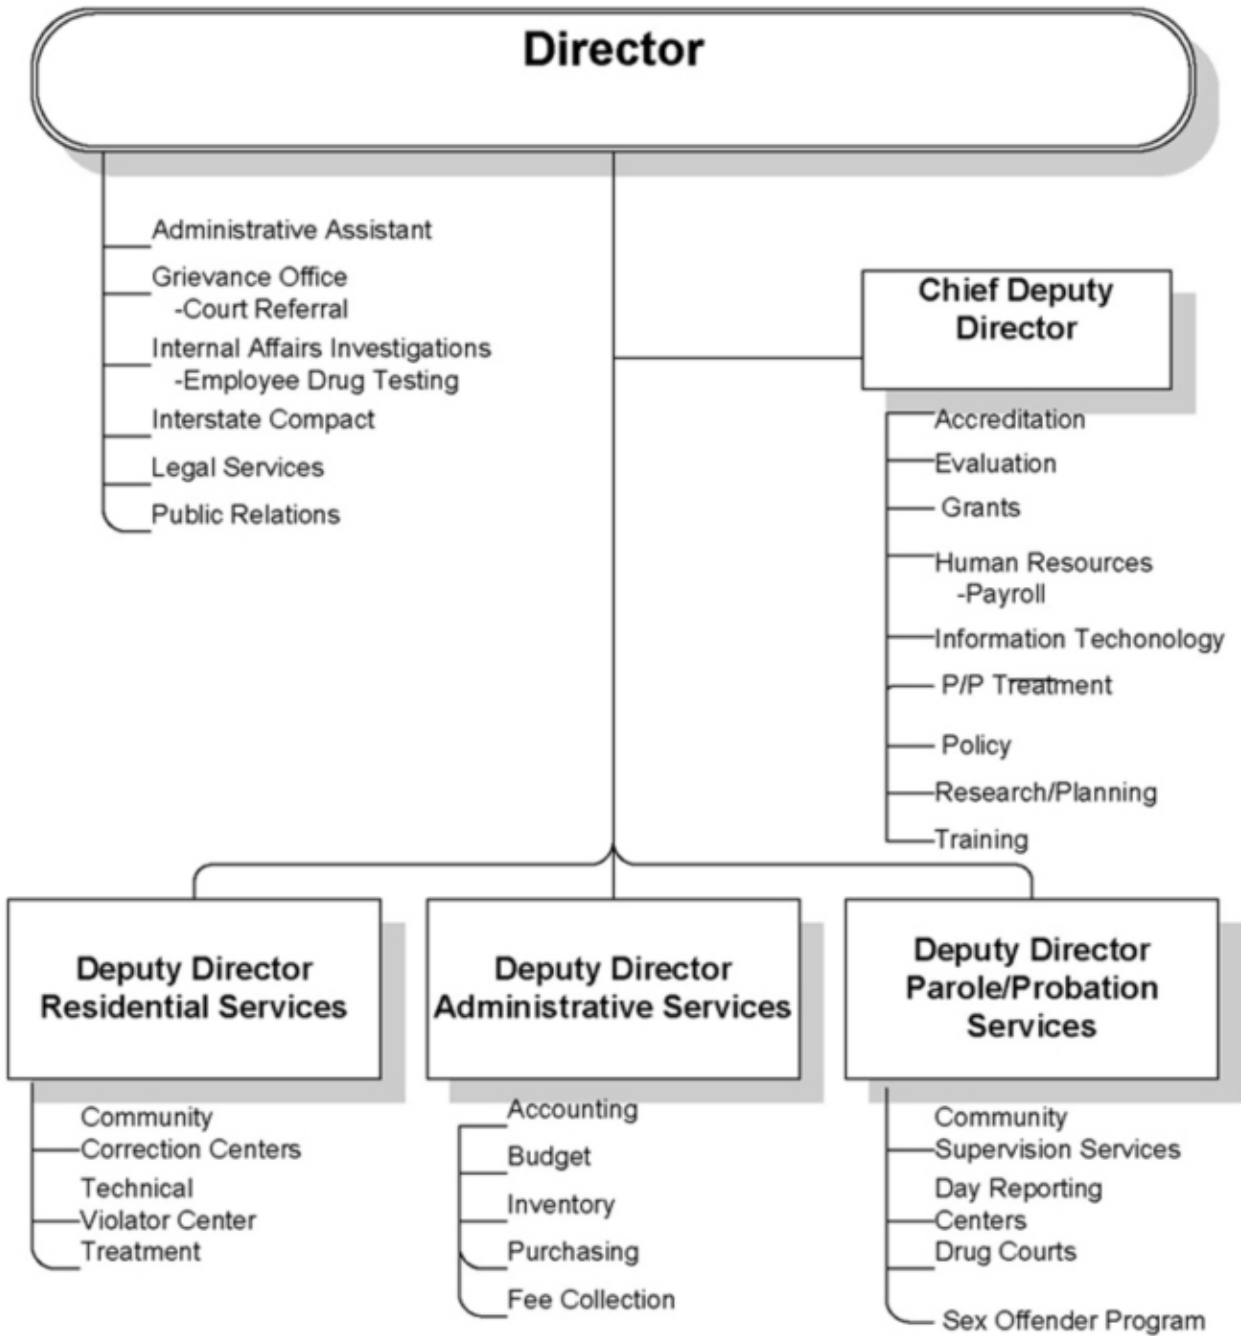 Director
Administrative Assistant
Grievance Office
-Court Referral
Internal Affairs Investigations
-Employee Drug Testing
Interstate Compact
Legal Services
Public Relations
Chief Deputy
Director
Accreditation
Evaluation
Grants
Human Resources
-Payroll
Information Techonology
P/P Treatment
Policy
Research/Planning
Training
Deputy Director
Residential Services
Community
Correction Centers
Technical
Violator Center
Treatment
Deputy Director
Administrative Services
Accounting
Budget
Inventory
Purchasing
Fee Collection
Deputy Director
Parole/Probation
Services
Community
Supervision Services
Day Reporting
Centers
Drug Courts
Sex Offender Program